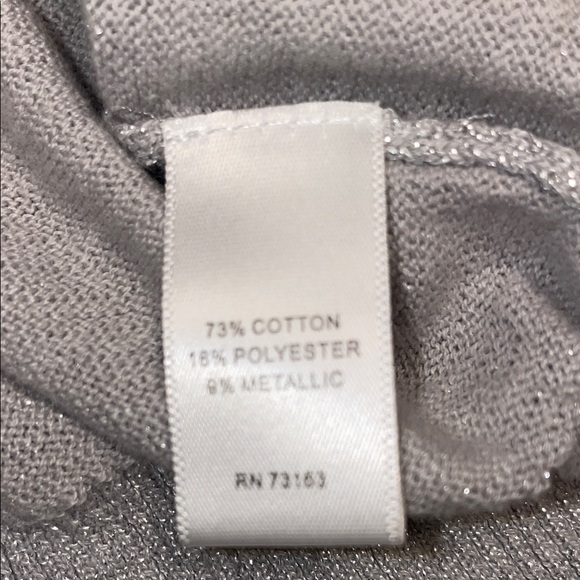 73% COTTON
18% POLYESTER
9% METALLIC
RN 73163